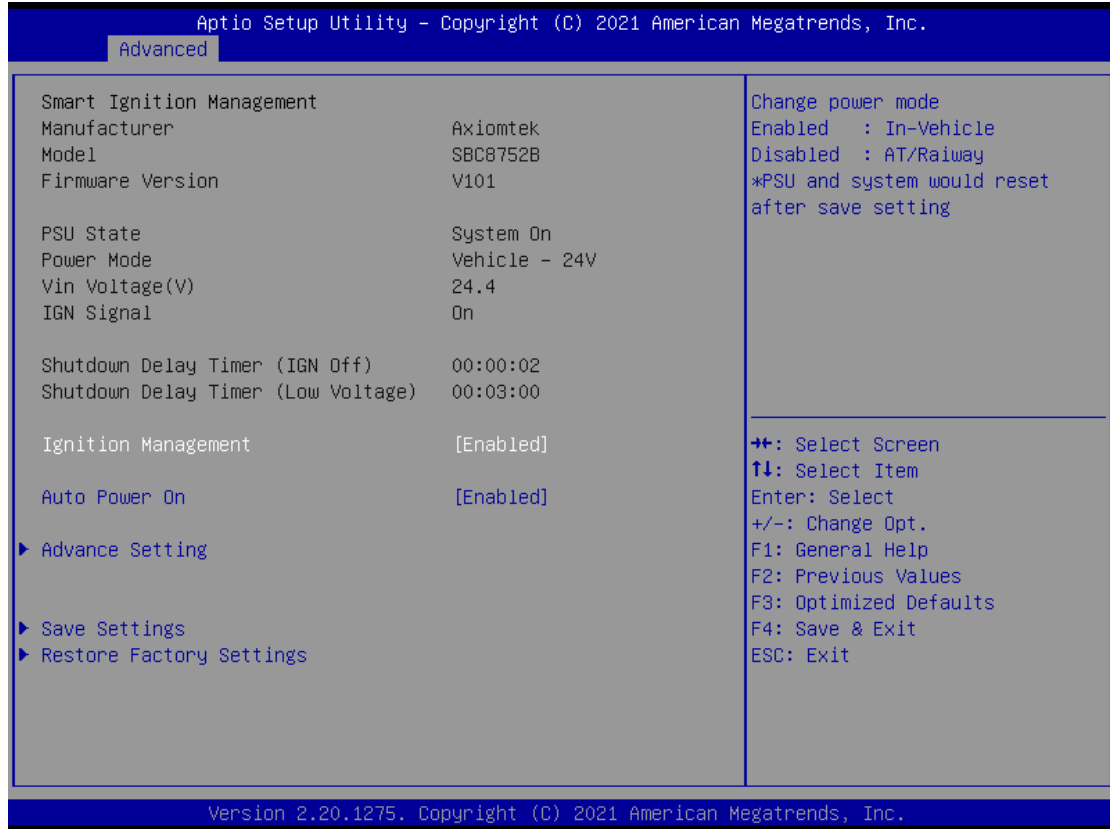 Aptio Setup Utility – Copyright (C) 2021 American Megatrends, Inc.
Advanced
Smart Ignition Management
Manufacturer Axiomtek
Model SBC8752B
Firmware Version V101
PSU State System On
Power Mode Vehicle – 24V
Vin Voltage(V) 24.4
IGN Signal On
Shutdown Delay Timer (IGN Off) 00:00:02
Shutdown Delay Timer (Low Voltage) 00:03:00
Ignition Management [Enabled]
Auto Power On [Enabled]
Advance Setting
Save Settings
Restore Factory Settings
Change power mode
Enabled : In-Vehicle
Disabled : AT/Raiway
*PSU and system would reset
after save setting
→←: Select Screen
↑↓: Select Item
Enter: Select
+/-: Change Opt.
F1: General Help
F2: Previous Values
F3: Optimized Defaults
F4: Save & Exit
ESC: Exit
Version 2.20.1275. Copyright (C) 2021 American Megatrends, Inc.